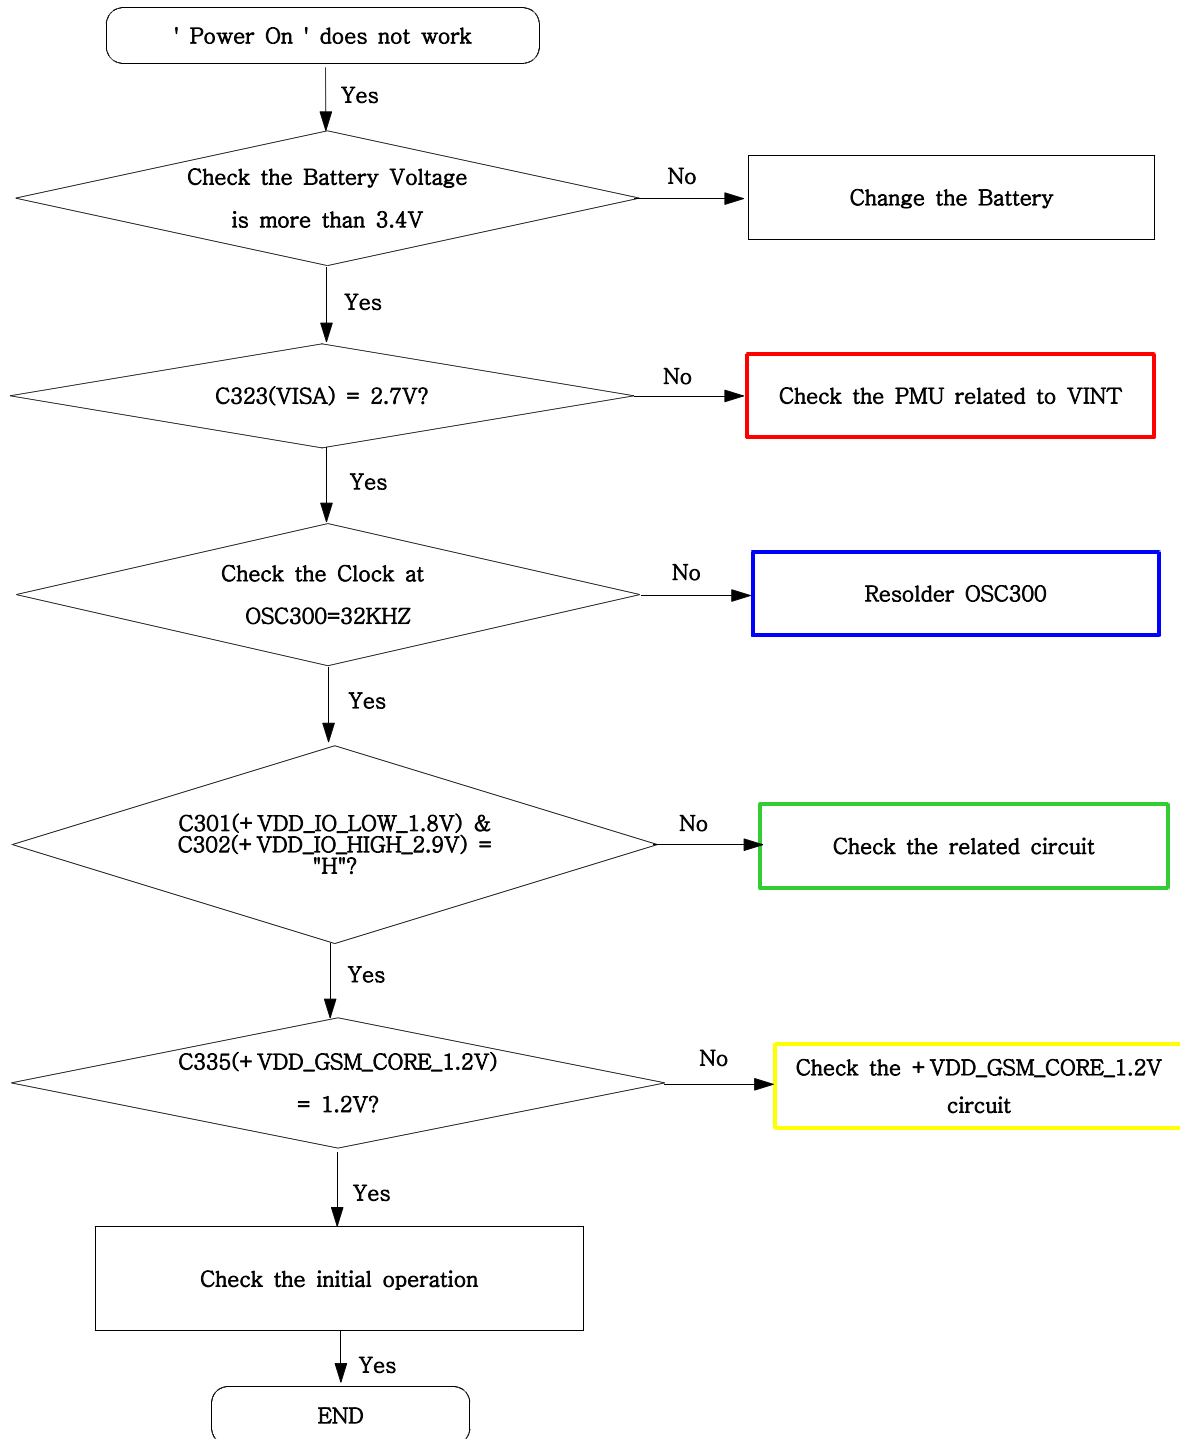 ' Power On ' does not work
Yes
Check the Battery Voltage
is more than 3.4V
No
Change the Battery
Yes
C323(VISA) = 2.7V?
No
Check the PMU related to VINT
Yes
Check the Clock at
OSC300=32KHZ
No
Resolder OSC300
Yes
C301(+VDD_IO_LOW_1.8V) &
C302(+VDD_IO_HIGH_2.9V) =
"H"?
No
Check the related circuit
Yes
C335(+VDD_GSM_CORE_1.2V)
= 1.2V?
No
Check the +VDD_GSM_CORE_1.2V
circuit
Yes
Check the initial operation
Yes
END